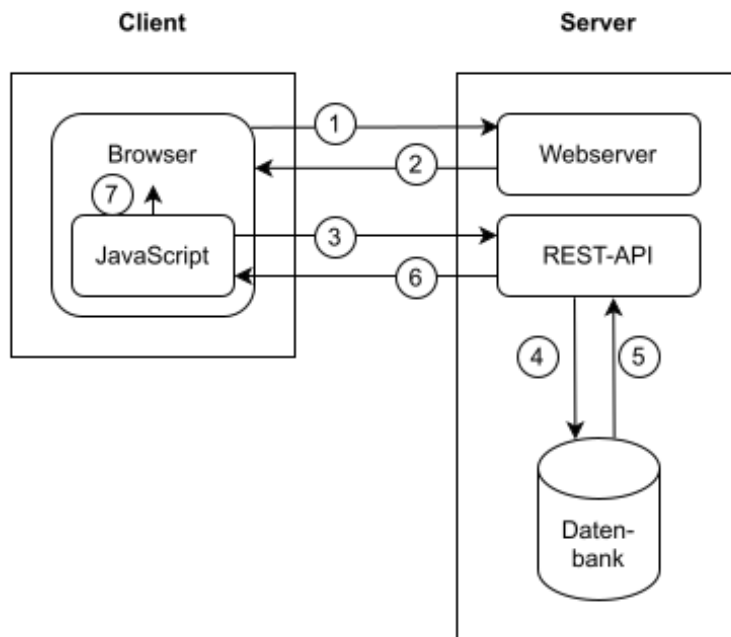 Client
Server
Browser
1
Webserver
2
7
JavaScript
3
REST-API
6
4
5
Daten-
bank